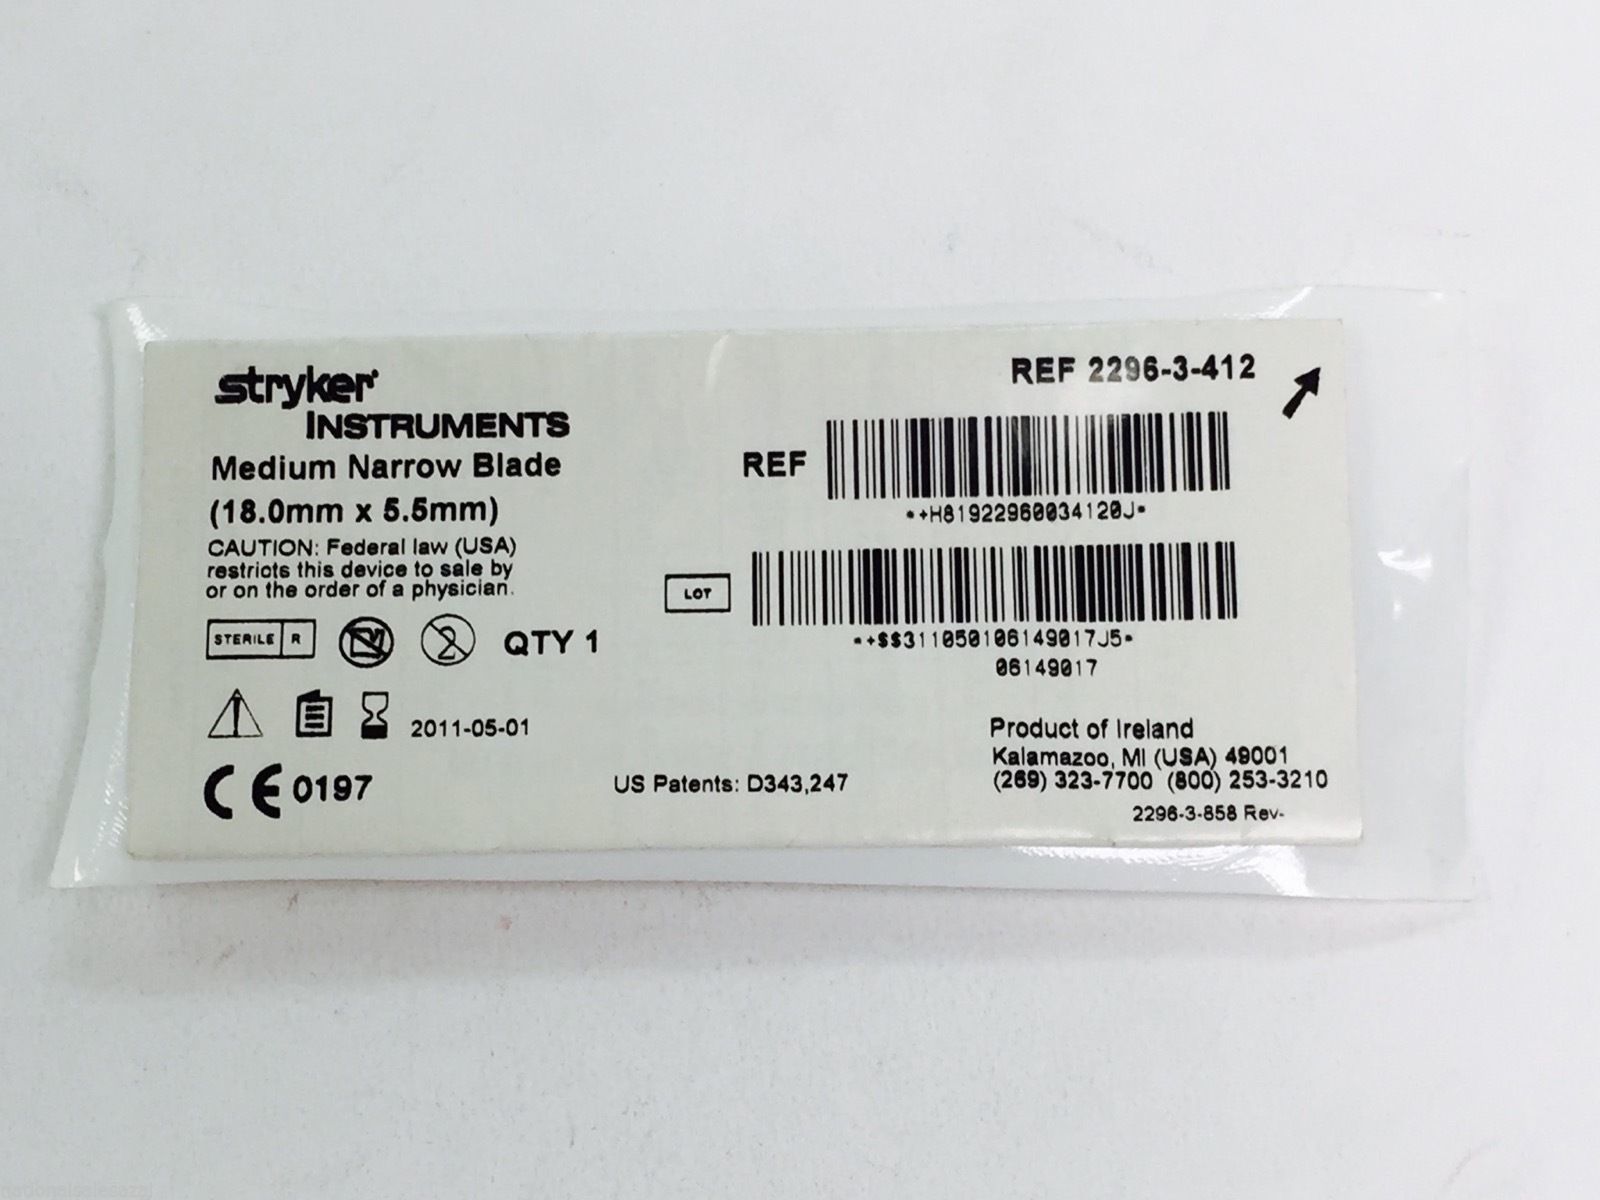 stryker
INSTRUMENTS
Medium Narrow Blade
(18.0mm x 5.5mm)
CAUTION: Federal law (USA)
restricts this device to sale by
or on the order of a physician.
STERILE R
2
QTY 1
2011-05-01
CE 0197
US Patents: D343,247
REF 2296-3-412
REF
*+H81922960034120J*
LOT
*+$$311050106149017J5*
06149017
Product of Ireland
Kalamazoo, MI (USA) 49001
(269) 323-7700 (800) 253-3210
2296-3-858 Rev-